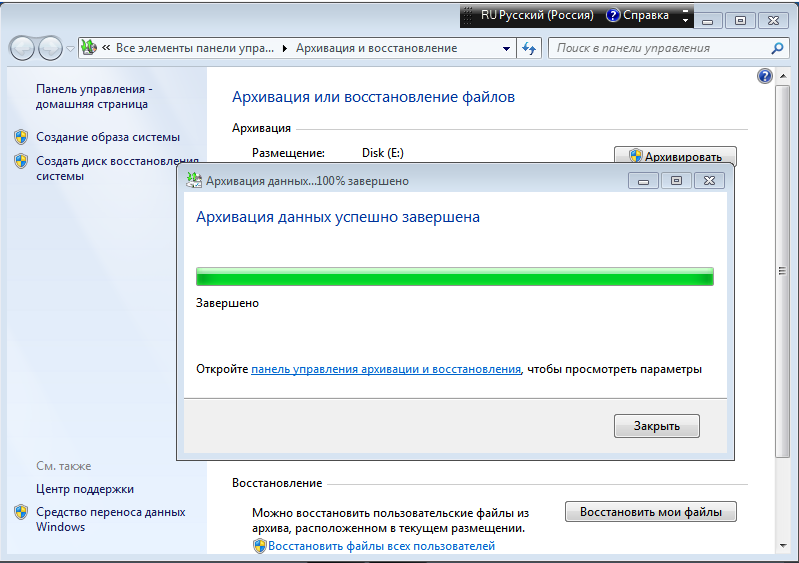 RU Русский (Россия) ? Справка
« Все элементы панели упра... Архивация и восстановление
Поиск в панели управления
Панель управления -
домашняя страница
Создание образа системы
Создать диск восстановления
системы
Архивация или восстановление файлов
Архивация
Размещение: Disk (E:)
Архивировать
Архивация данных...100% завершено
Архивация данных успешно завершена
Завершено
Откройте панель управления архивации и восстановления, чтобы просмотреть параметры
Закрыть
См. также
Центр поддержки
Средство переноса данных
Windows
Восстановление
Можно восстановить пользовательские файлы из
архива, расположенном в текущем размещении.
Восстановить мои файлы
Восстановить файлы всех пользователей